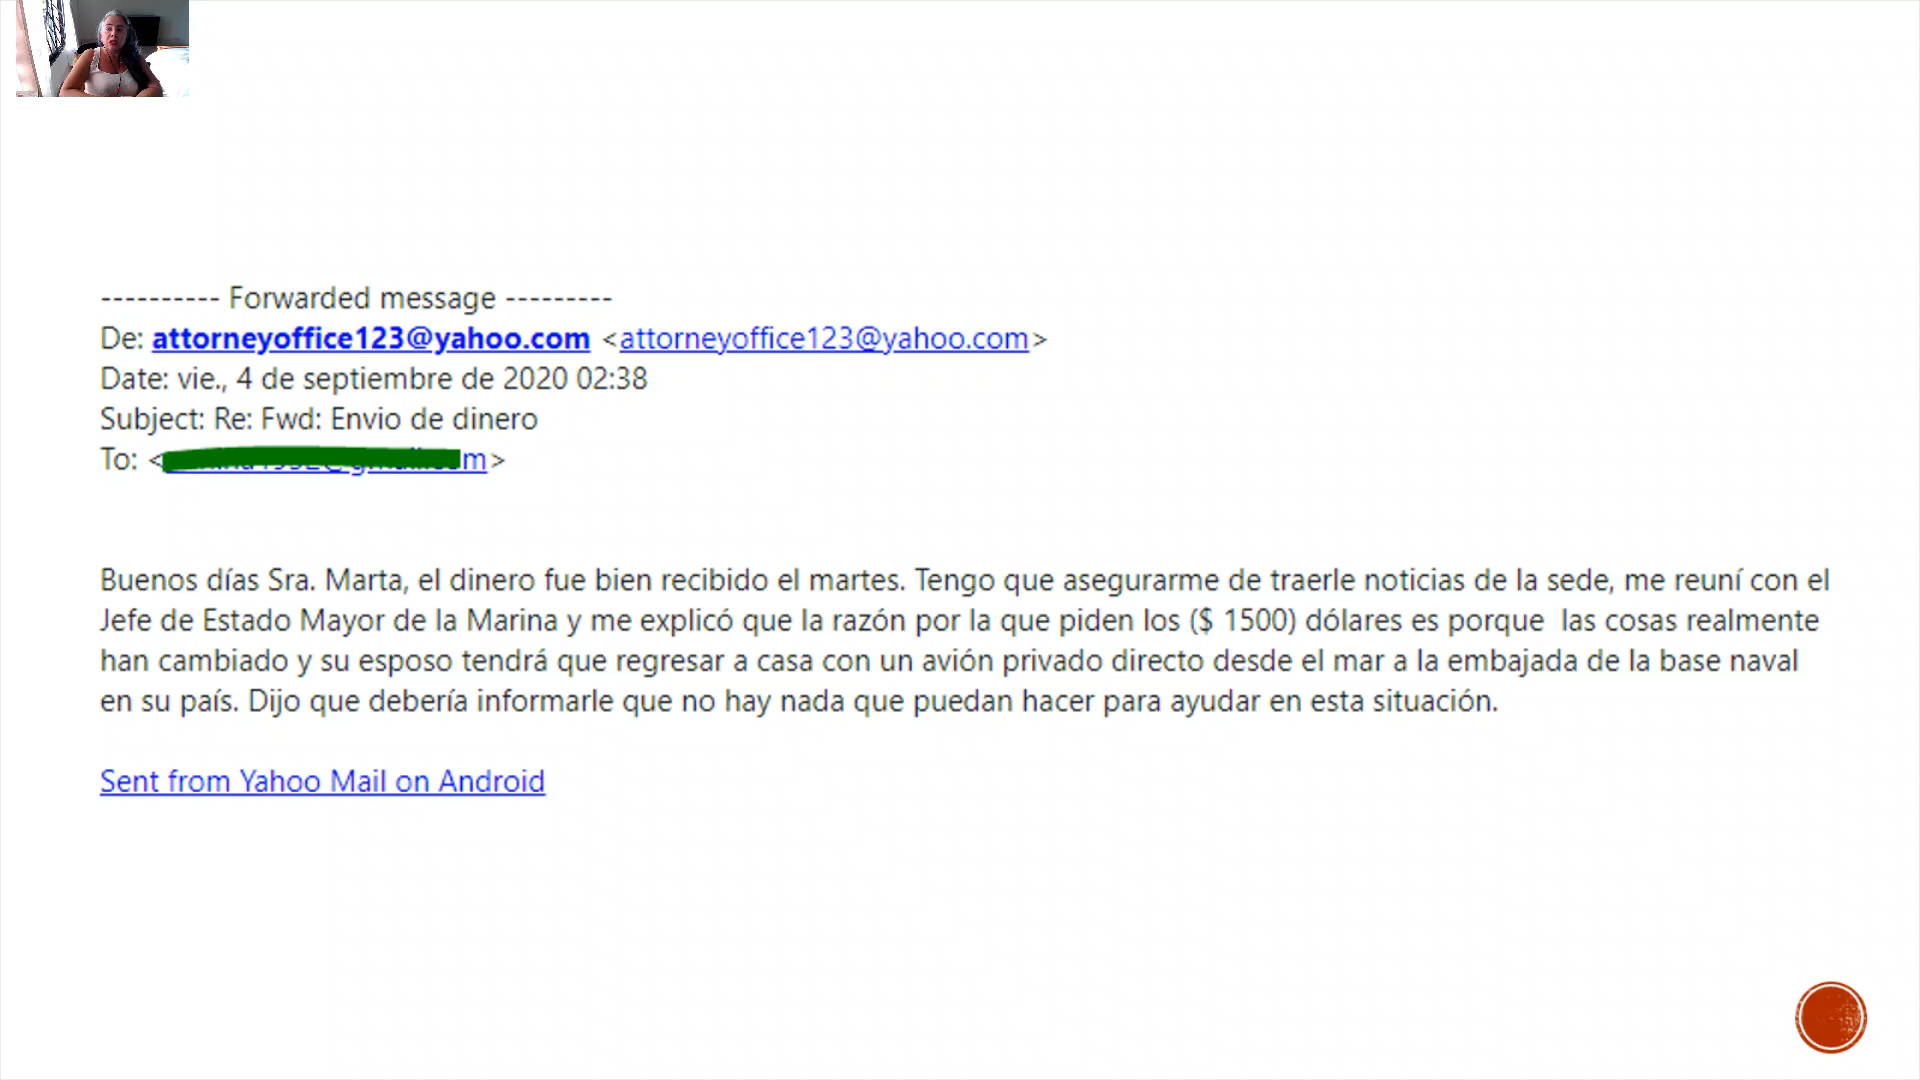 ---------- Forwarded message ---------
De: attorneyoffice123@yahoo.com <attorneyoffice123@yahoo.com>
Date: vie., 4 de septiembre de 2020 02:38
Subject: Re: Fwd: Envio de dinero
To: < m>
Buenos días Sra. Marta, el dinero fue bien recibido el martes. Tengo que asegurarme de traerle noticias de la sede, me reuní con el
Jefe de Estado Mayor de la Marina y me explicó que la razón por la que piden los ($ 1500) dólares es porque  las cosas realmente
han cambiado y su esposo tendrá que regresar a casa con un avión privado directo desde el mar a la embajada de la base naval
en su país. Dijo que debería informarle que no hay nada que puedan hacer para ayudar en esta situación.
Sent from Yahoo Mail on Android